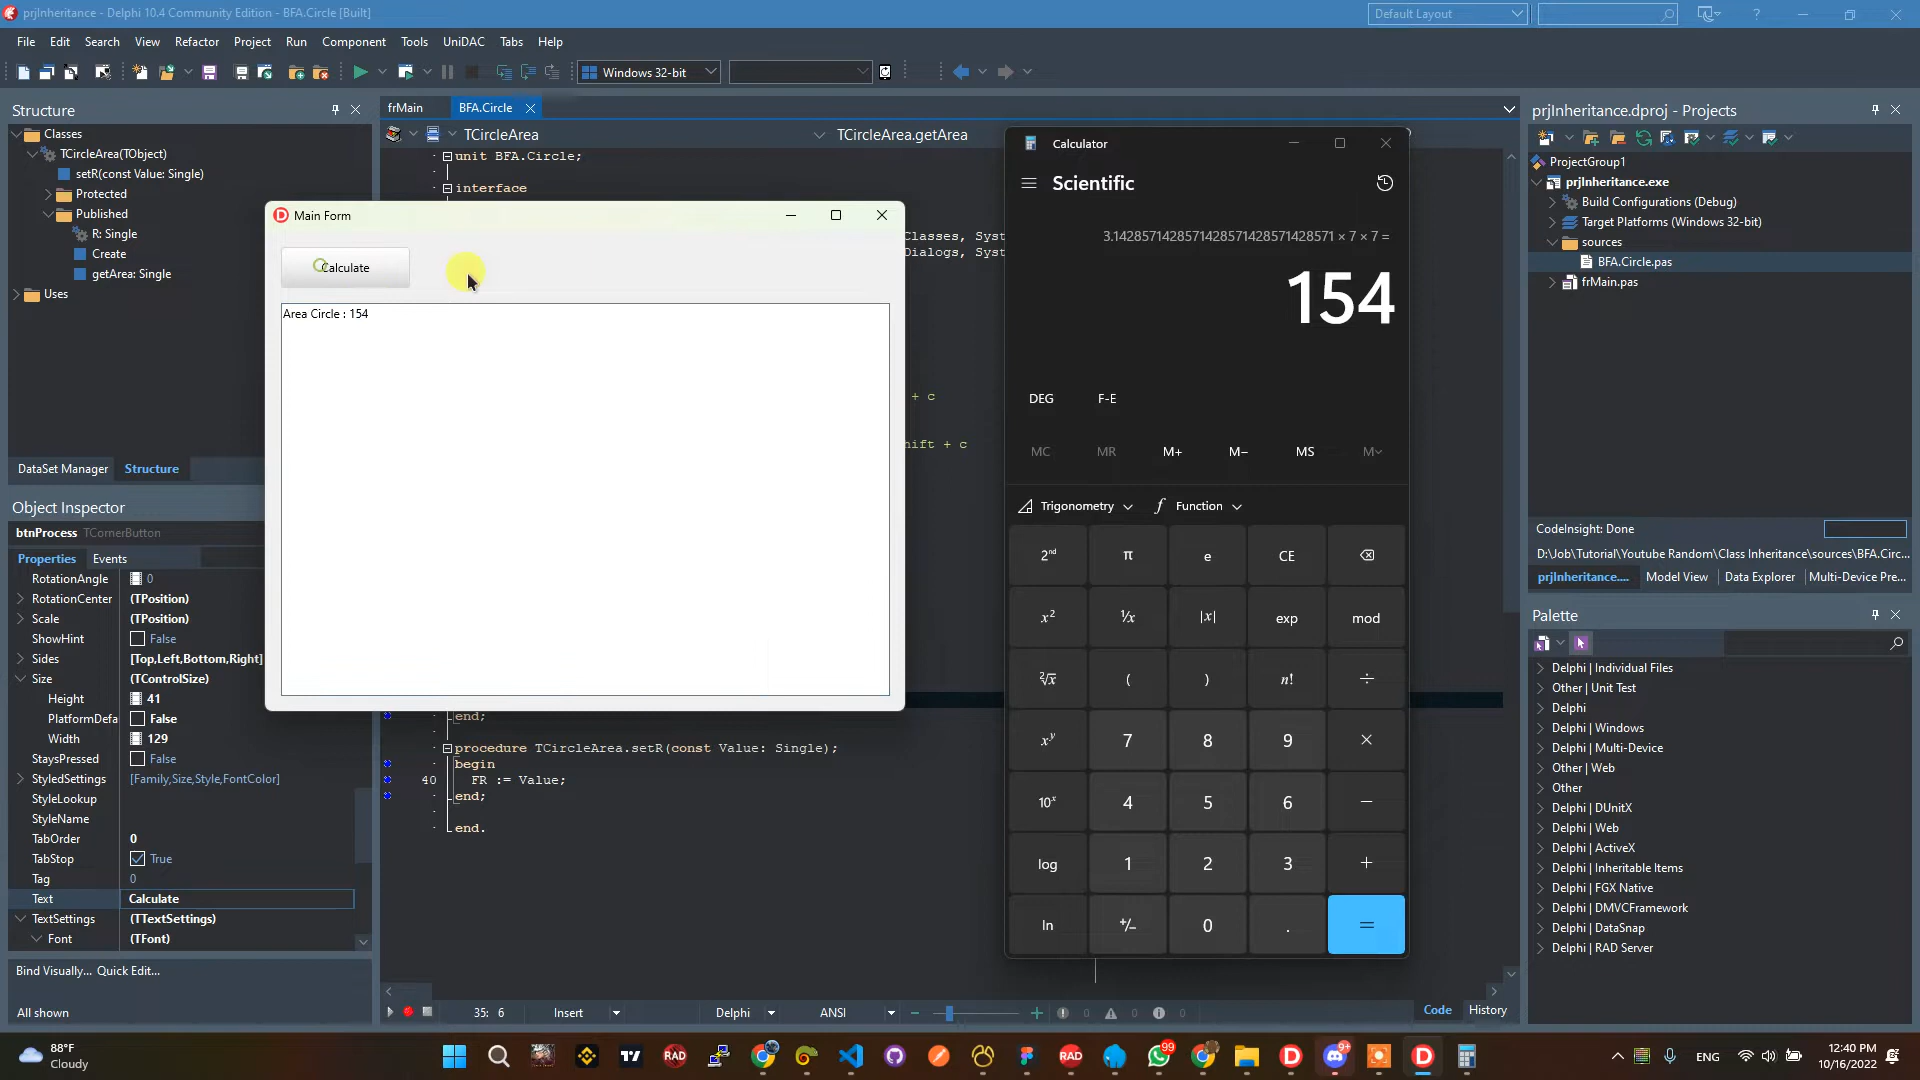 prjInheritance - Delphi 10.4 Community Edition - BFA.Circle [Built]
Default Layout
File Edit Search View Refactor Project Run Component Tools UniDAC Tabs Help
Windows 32-bit
Structure
Classes
TCircleArea(TObject)
setR(const Value: Single)
Protected
Published
R: Single
Create
getArea: Single
Uses
DataSet Manager Structure
Object Inspector
btnProcess TCornerButton
Properties Events
RotationAngle 0
RotationCenter (TPosition)
Scale (TPosition)
ShowHint False
Sides [Top,Left,Bottom,Right]
Size (TControlSize)
Height 41
PlatformDefa False
Width 129
StaysPressed False
StyledSettings [Family,Size,Style,FontColor]
StyleLookup
StyleName
TabOrder 0
TabStop True
Tag 0
Text Calculate
TextSettings (TTextSettings)
Font (TFont)
Bind Visually... Quick Edit...
All shown
frMain BFA.Circle
TCircleArea TCircleArea.getArea
unit BFA.Circle;
interface
Classes, Syst
Dialogs, Syst
+ c
hift + c
end;
procedure TCircleArea.setR(const Value: Single);
begin
40 FR := Value;
end;
end.
35: 6 Insert Delphi ANSI 0 0 0 Code History
Main Form
Calculate
Area Circle : 154
Calculator
Scientific
3.1428571428571428571428571428571 × 7 × 7 =
154
DEG F-E
MC MR M+ M− MS M
Trigonometry Function
2nd π e CE
x2 1/x |x| exp mod
2√x ( ) n! ÷
xy 7 8 9 ×
10x 4 5 6 −
log 1 2 3 +
ln +/− 0 . =
prjInheritance.dproj - Projects
ProjectGroup1
prjInheritance.exe
Build Configurations (Debug)
Target Platforms (Windows 32-bit)
sources
BFA.Circle.pas
frMain.pas
CodeInsight: Done
D:\Job\Tutorial\Youtube Random\Class Inheritance\sources\BFA.Circ...
prjInheritance.... Model View Data Explorer Multi-Device Pre...
Palette
Delphi | Individual Files
Other | Unit Test
Delphi
Delphi | Windows
Delphi | Multi-Device
Other | Web
Other
Delphi | DUnitX
Delphi | Web
Delphi | ActiveX
Delphi | Inheritable Items
Delphi | FGX Native
Delphi | DMVCFramework
Delphi | DataSnap
Delphi | RAD Server
88°F
Cloudy
RAD
RAD
99
9+
ENG
12:40 PM
10/16/2022